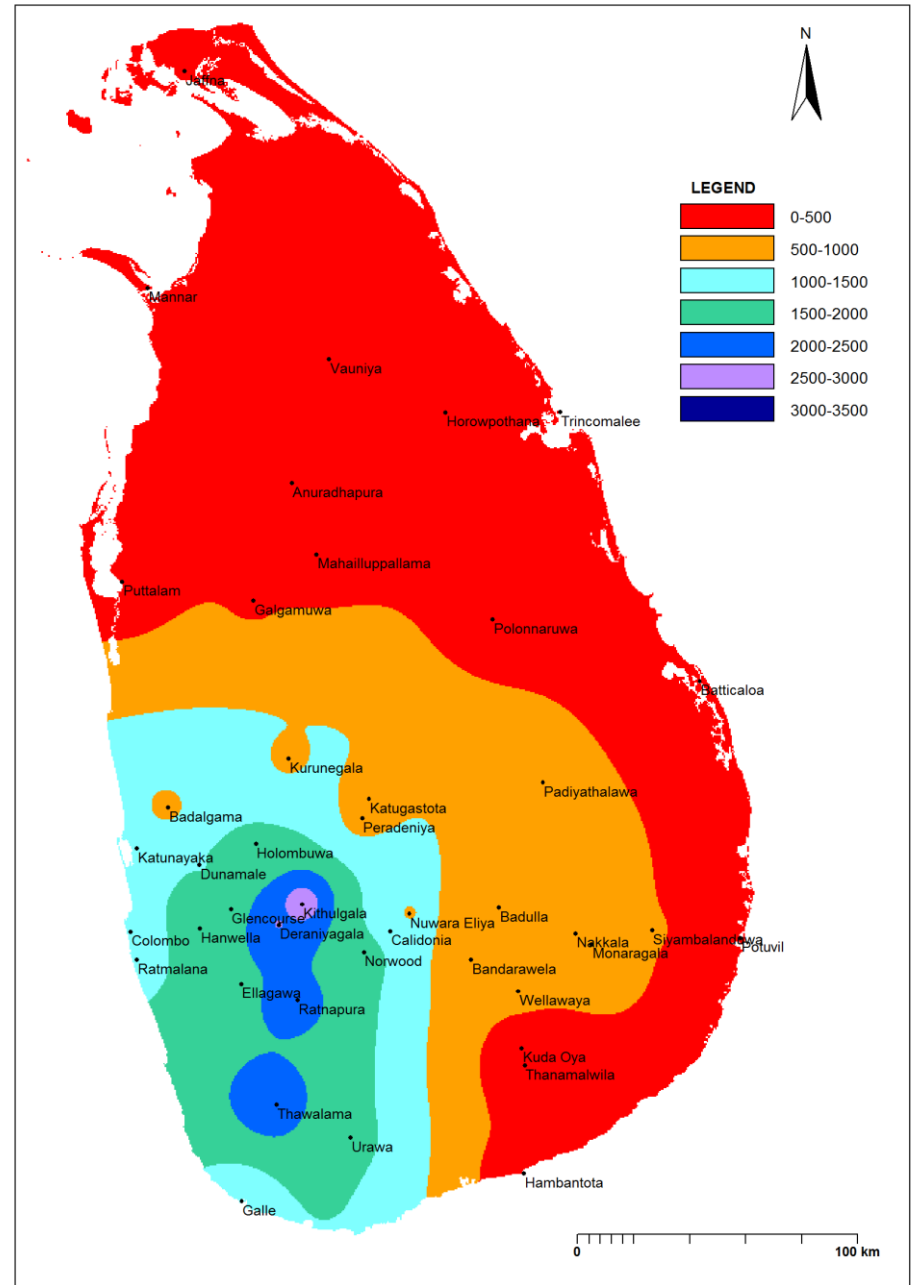 N
Jaffna
LEGEND
0-500
500-1000
1000-1500
1500-2000
2000-2500
2500-3000
3000-3500
Mannar
Vauniya
Horowpothana
Trincomalee
Anuradhapura
Mahailluppallama
Puttalam
Galgamuwa
Polonnaruwa
Batticaloa
Kurunegala
Padiyathalawa
Katugastota
Badalgama
Peradeniya
Holombuwa
Katunayaka
Dunamale
Kithulgala
Badulla
Glencourse
Nuwara Eliya
Deraniyagala
Hanwella
Colombo
Calidonia
Nakkala
Siyambalanduwa
Potuvil
Monaragala
Norwood
Ratmalana
Bandarawela
Ellagawa
Wellawaya
Ratnapura
Kuda Oya
Thanamalwila
Thawalama
Urawa
Hambantota
Galle
0
100 km